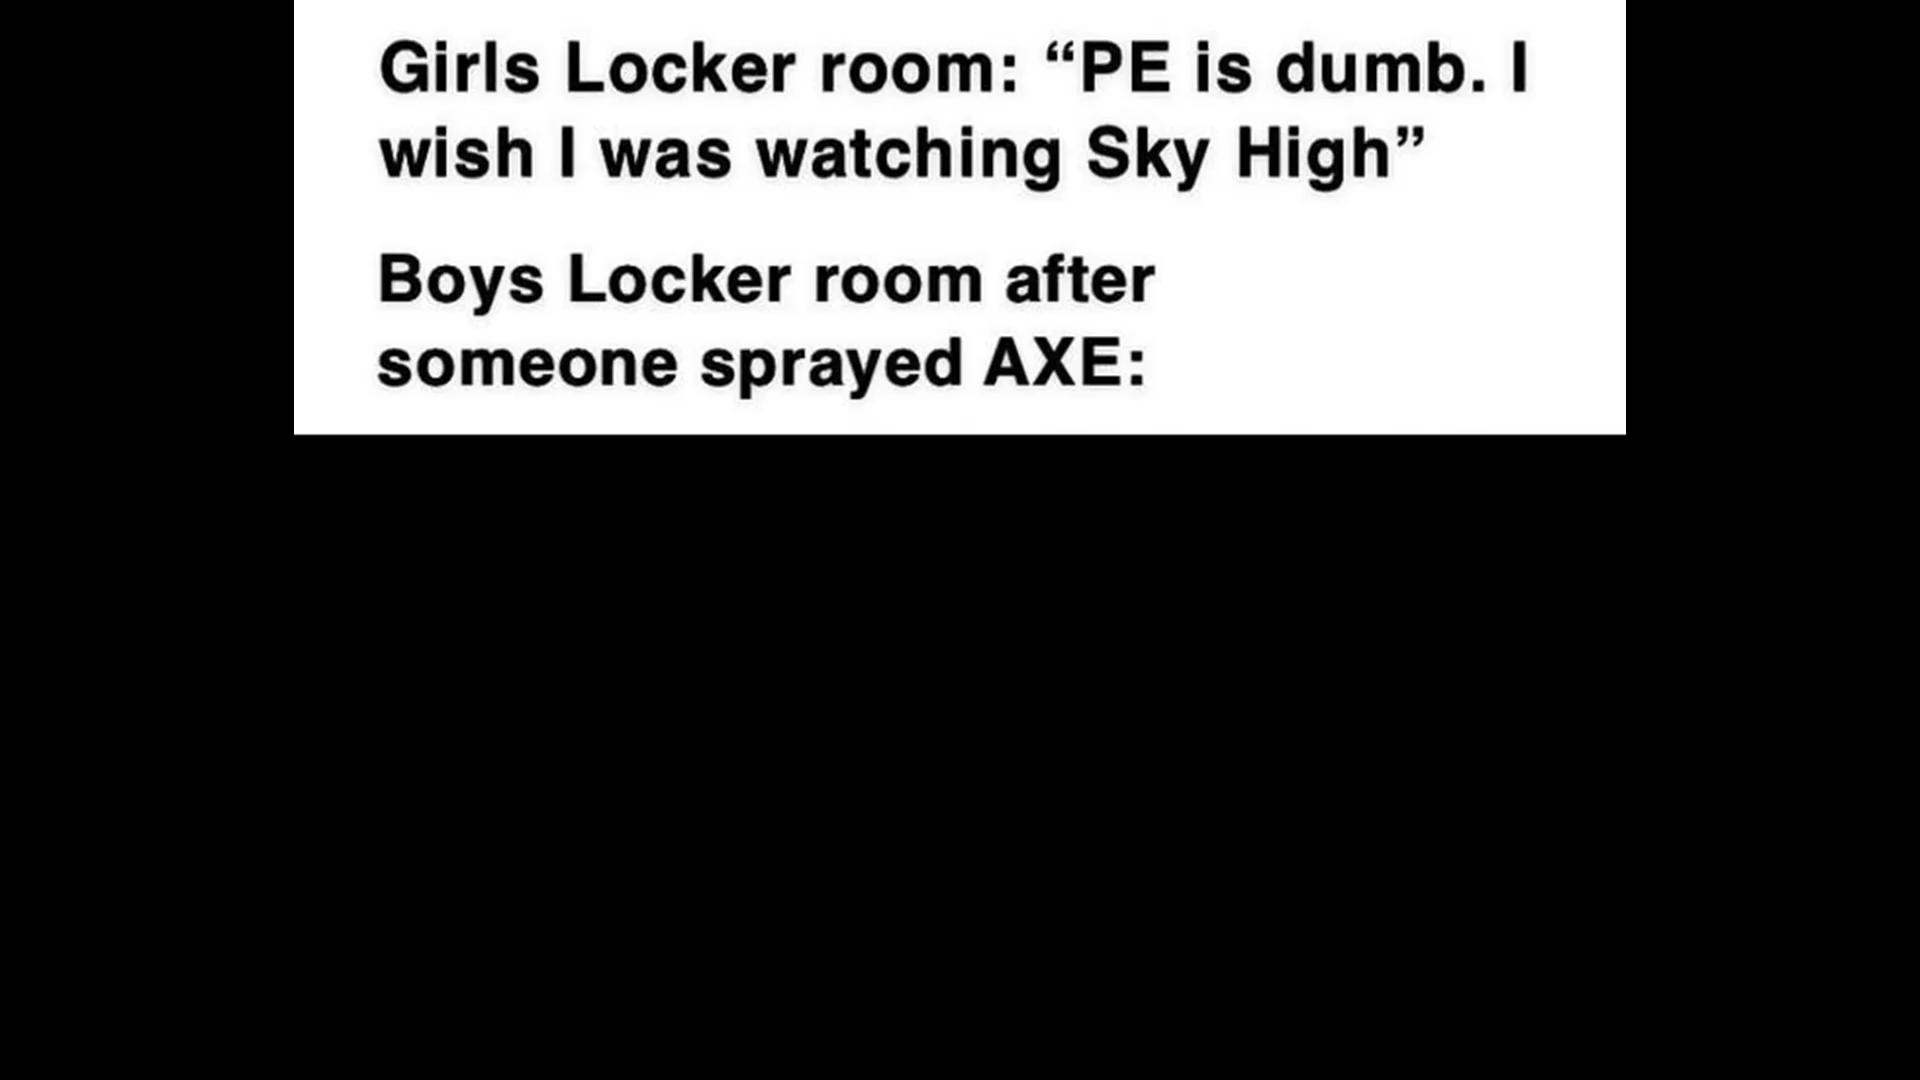 Girls Locker room: “PE is dumb. I
wish I was watching Sky High”
Boys Locker room after
someone sprayed AXE: